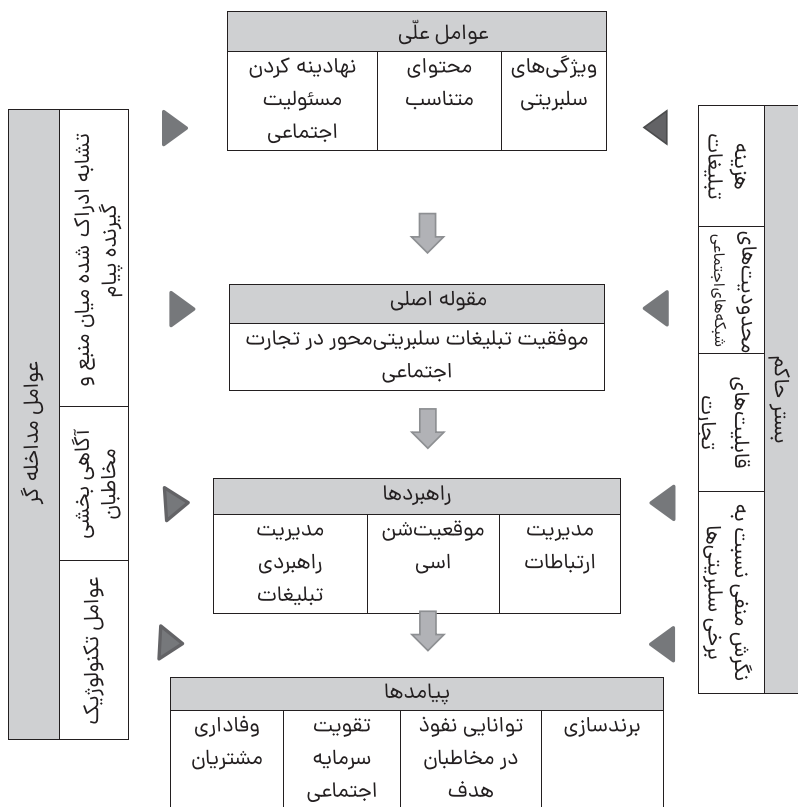 عوامل علّی
ویژگی‌های
سلبریتی
محتوای
متناسب
نهادینه کردن
مسئولیت
اجتماعی
مقوله اصلی
موفقیت تبلیغات سلبریتی‌محور در تجارت
اجتماعی
راهبردها
مدیریت
ارتباطات
موقعیت‌شن
اسی
مدیریت
راهبردی
تبلیغات
پیامدها
برندسازی
توانایی نفوذ
در مخاطبان
هدف
تقویت
سرمایه
اجتماعی
وفاداری
مشتریان
بستر حاکم
هزینه
تبلیغات
محدودیت‌های
شبکه‌های‌اجتماعی
قابلیت‌های
تجارت
نگرش منفی نسبت به
برخی سلبریتی‌ها
عوامل مداخله گر
تشابه ادراک شده میان منبع و
گیرنده پیام
آگاهی بخشی
مخاطبان
عوامل تکنولوژیک